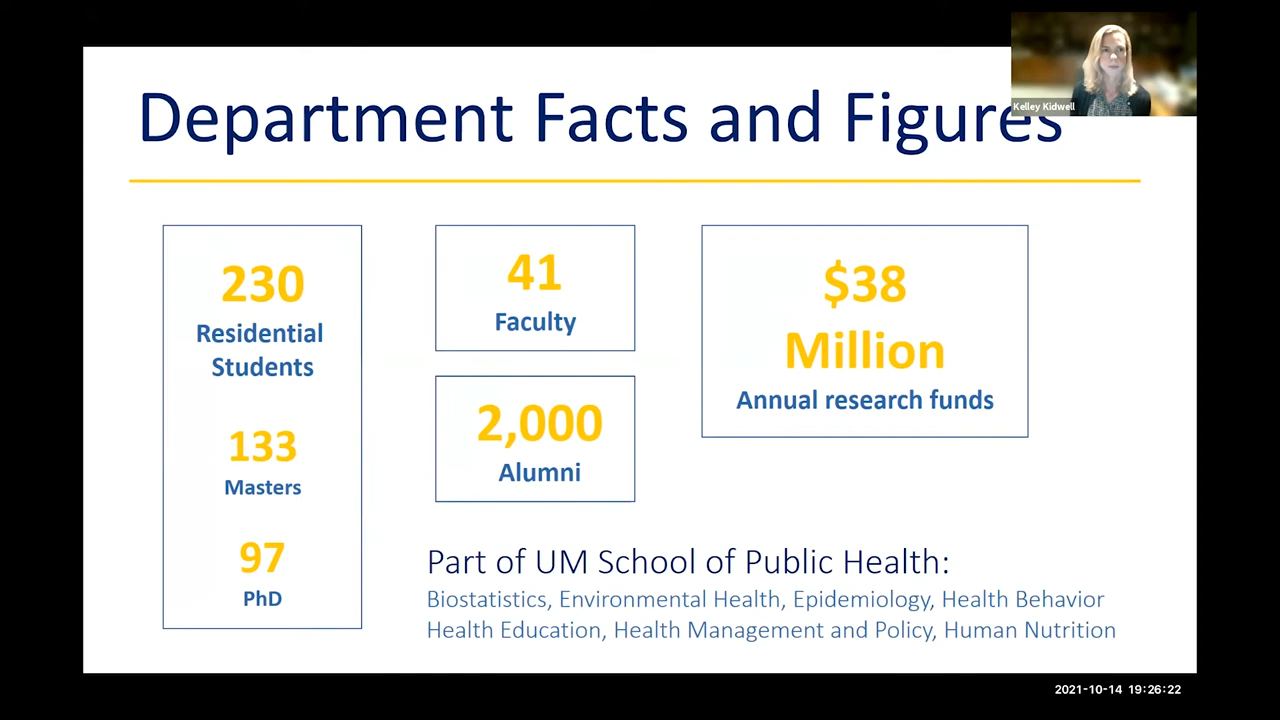 Department Facts and Figures
Kelley Kidwell
230
Residential
Students
133
Masters
97
PhD
41
Faculty
2,000
Alumni
$38
Million
Annual research funds
Part of UM School of Public Health:
Biostatistics, Environmental Health, Epidemiology, Health Behavior
Health Education, Health Management and Policy, Human Nutrition
2021-10-14 19:26:22